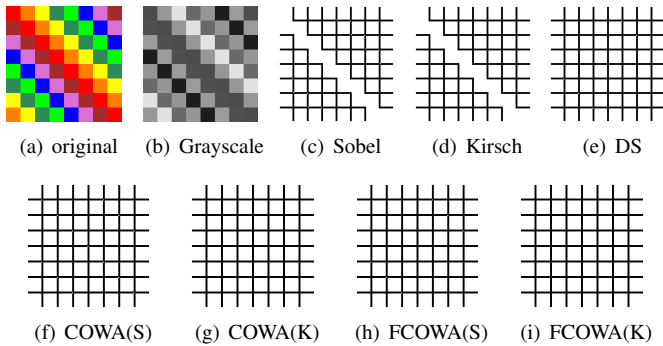 (a) original (b) Grayscale (c) Sobel (d) Kirsch (e) DS
(f) COWA(S) (g) COWA(K) (h) FCOWA(S) (i) FCOWA(K)